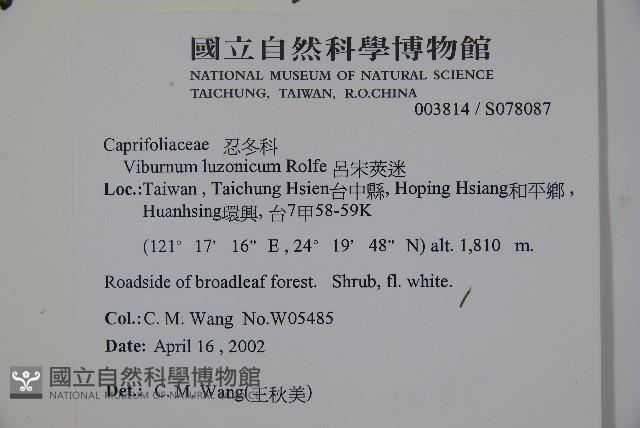 國立自然科學博物館
NATIONAL MUSEUM OF NATURAL SCIENCE
TAICHUNG, TAIWAN, R.O.CHINA
003814 / S078087
Caprifoliaceae 忍冬科
Viburnum luzonicum Rolfe 呂宋莢迷
Loc.:Taiwan , Taichung Hsien台中縣, Hoping Hsiang和平鄉 ,
Huanhsing環興, 台7甲58-59K
(121° 17' 16" E , 24° 19' 48" N) alt. 1,810 m.
Roadside of broadleaf forest. Shrub, fl. white.
Col.: C. M. Wang No.W05485
Date: April 16 , 2002
Det.: C. M. Wang(王秋美)
國立自然科學博物館
NATIONAL MUSEUM OF NATURAL SCIENCE